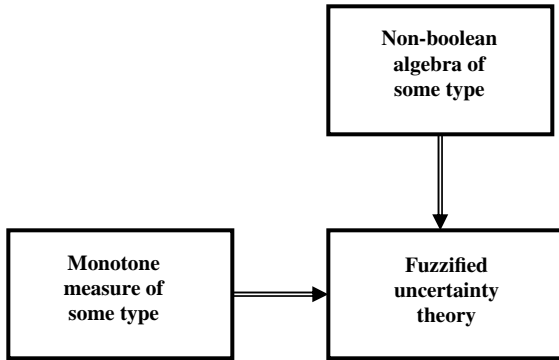 Non-boolean
algebra of
some type
Monotone
measure of
some type
Fuzzified
uncertainty
theory